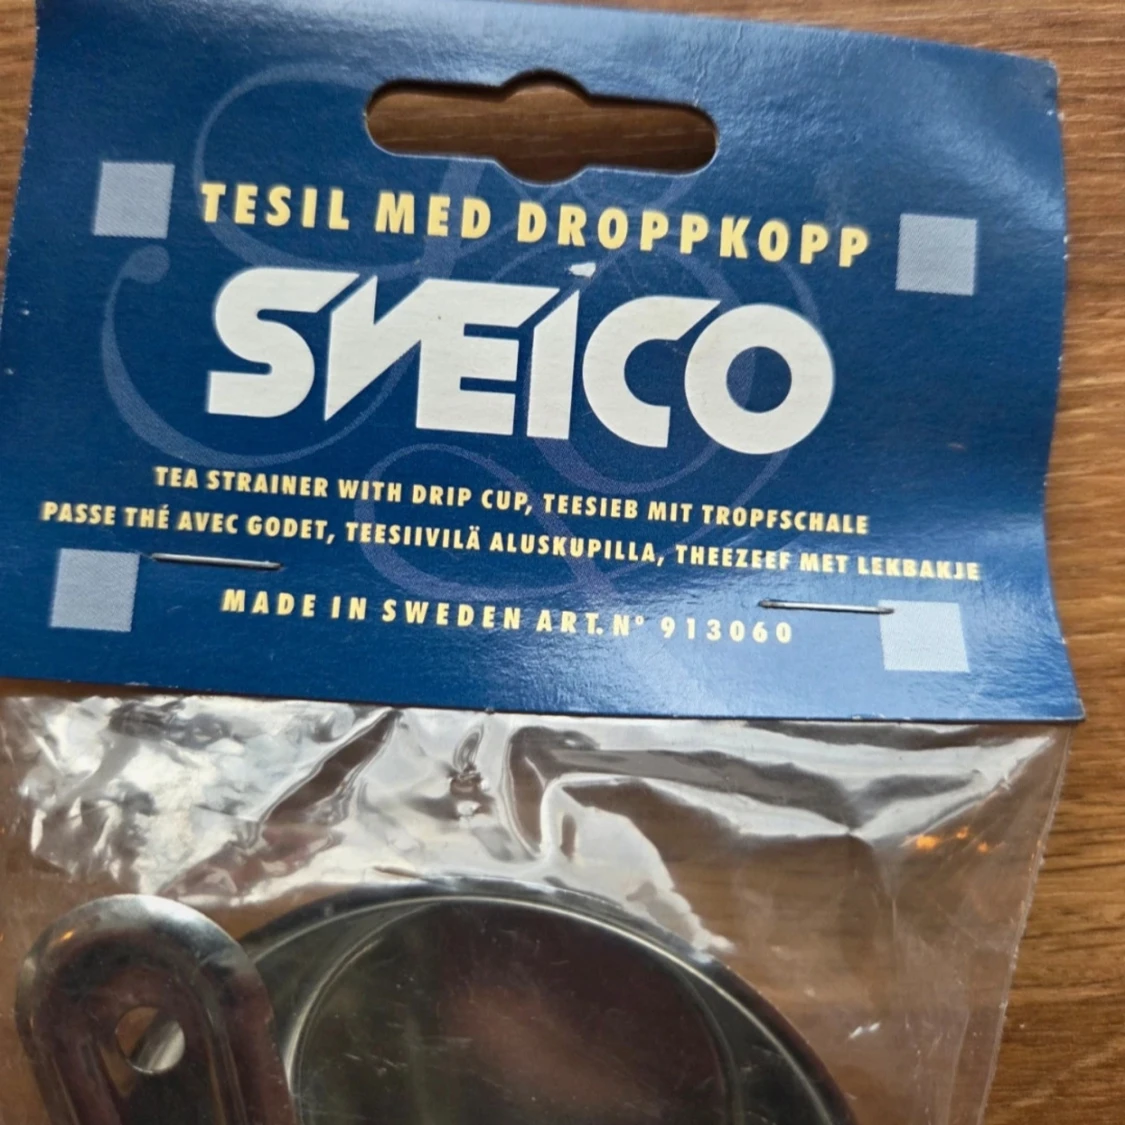 TESIL MED DROPPKOPP
SVEICO
TEA STRAINER WITH DRIP CUP, TEESIEB MIT TROPFSCHALE
PASSE THÉ AVEC GODET, TEESIIVILÄ ALUSKUPILLA, THEEZEEF MET LEKBAKJE
MADE IN SWEDEN ART.Nº 913060